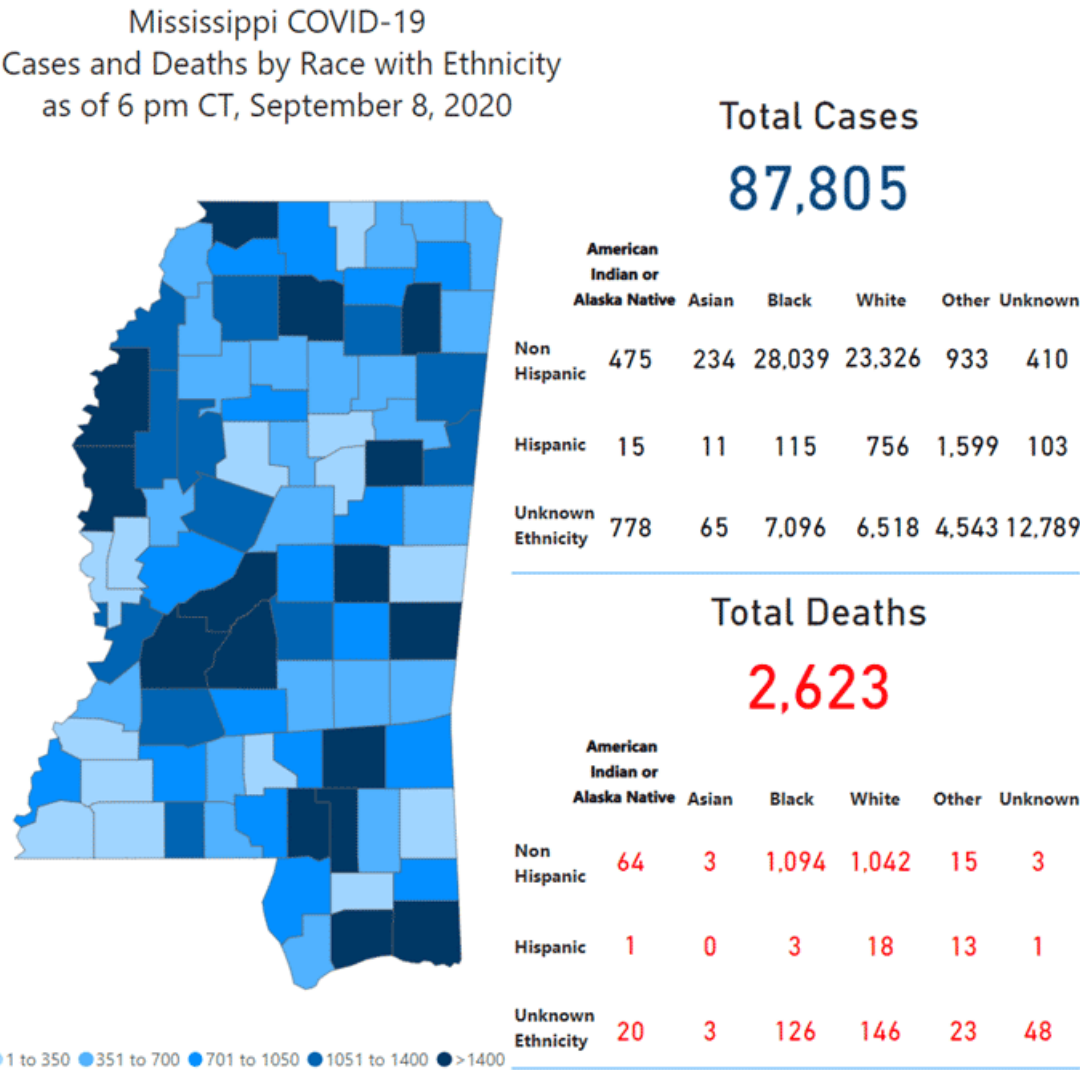 Mississippi COVID-19
Cases and Deaths by Race with Ethnicity
as of 6 pm CT, September 8, 2020
Total Cases
87,805
American
Indian or
Alaska Native Asian Black White Other Unknown
Non
Hispanic 475 234 28,039 23,326 933 410
Hispanic 15 11 115 756 1,599 103
Unknown
Ethnicity 778 65 7,096 6,518 4,543 12,789
Total Deaths
2,623
American
Indian or
Alaska Native Asian Black White Other Unknown
Non
Hispanic 64 3 1,094 1,042 15 3
Hispanic 1 0 3 18 13 1
Unknown
Ethnicity 20 3 126 146 23 48
1 to 350 351 to 700 701 to 1050 1051 to 1400 >1400